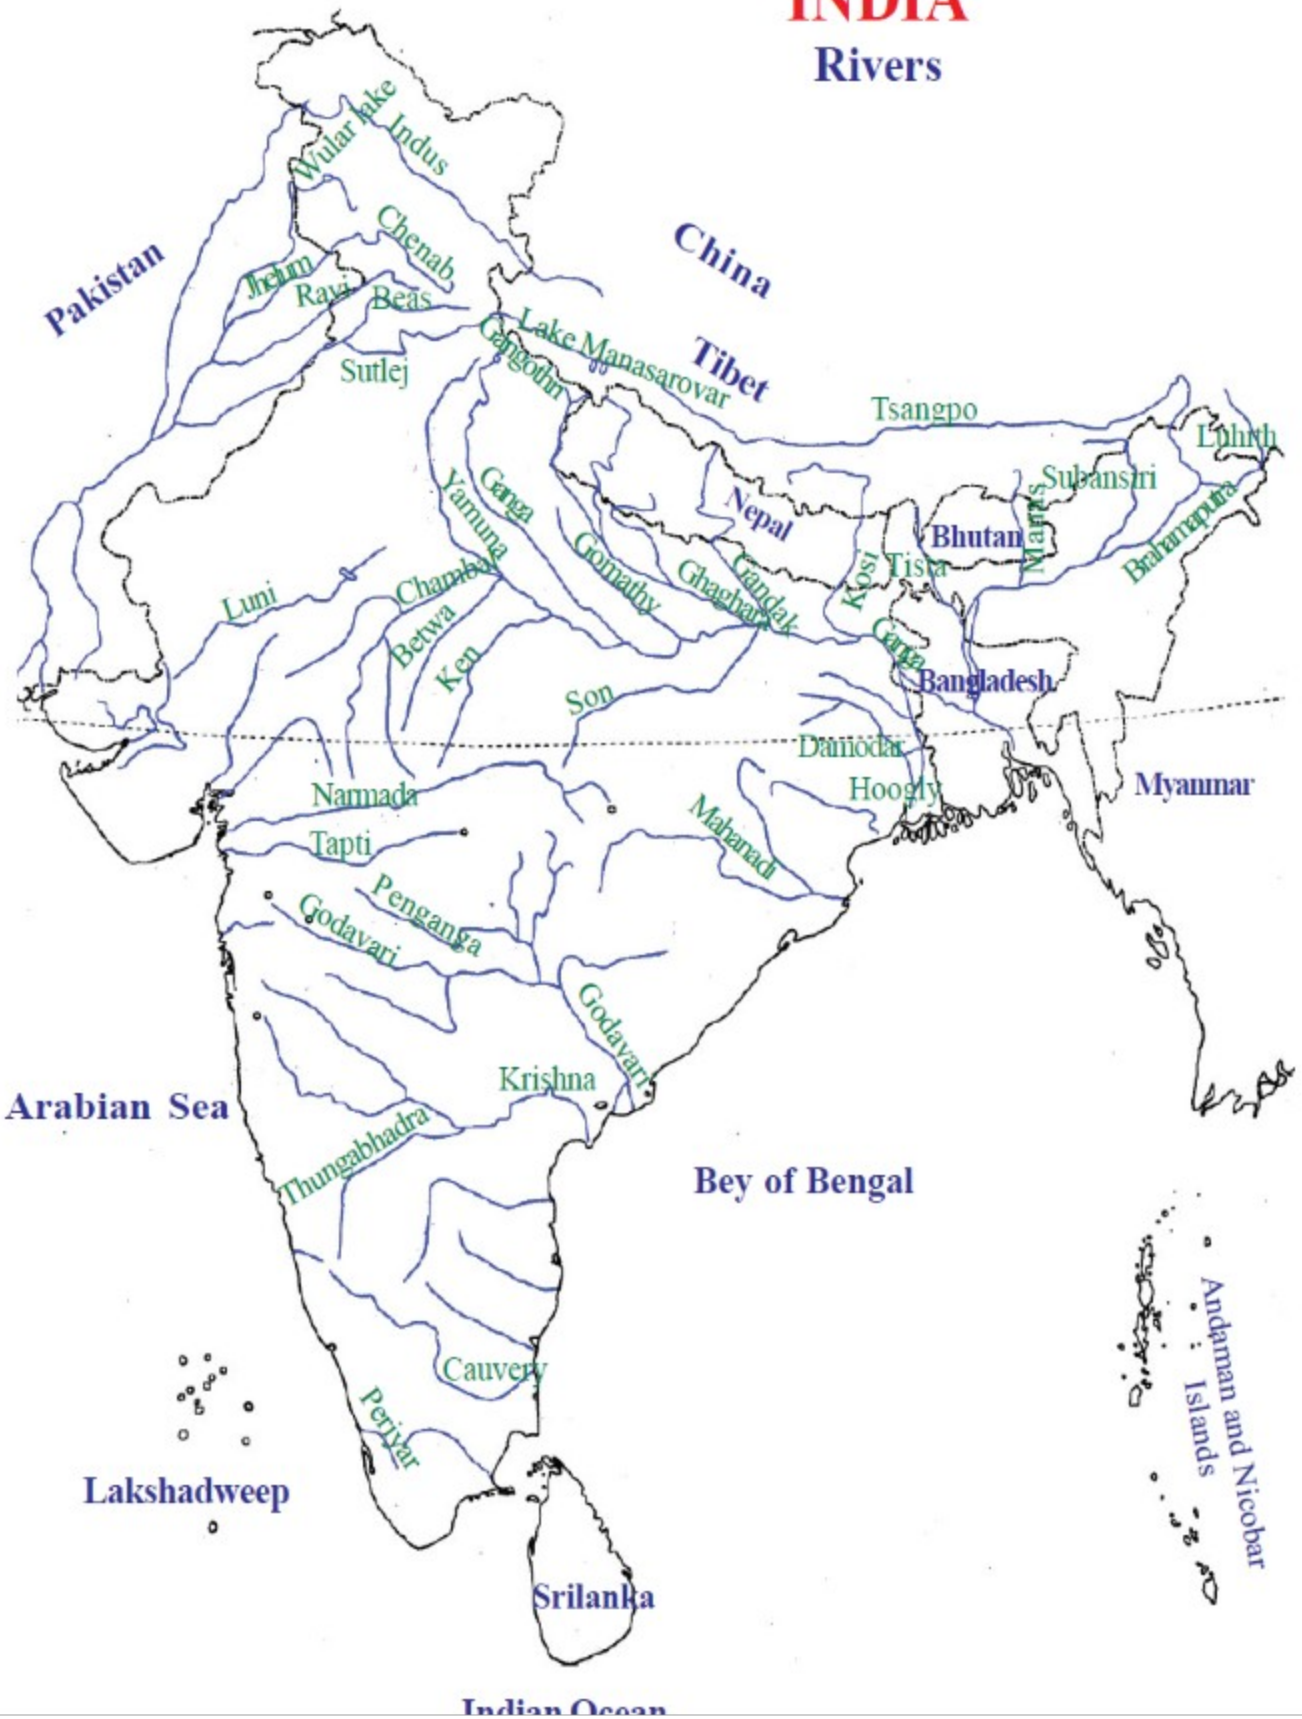 INDIA
Rivers
Wular lake
Indus
Chenab
China
Pakistan
Jhelum
Ravi
Beas
Sutlej
Gangothri
Lake Manasarovar
Tibet
Tsangpo
Luhrth
Subansiri
Manas
Brahamaputra
Yamuna
Ganga
Nepal
Bhutan
Gomathy
Ghaghara
Gandak
Kosi
Tista
Luni
Chambal
Betwa
Ken
Son
Ganga
Bangladesh
Damodar
Hoogly
Myanmar
Narmada
Tapti
Mahanadi
Penganga
Godavari
Godavari
Krishna
Arabian Sea
Thungabhadra
Bey of Bengal
Andaman and Nicobar
Islands
Cauvery
Periyar
Lakshadweep
Srilanka
Indian Ocean